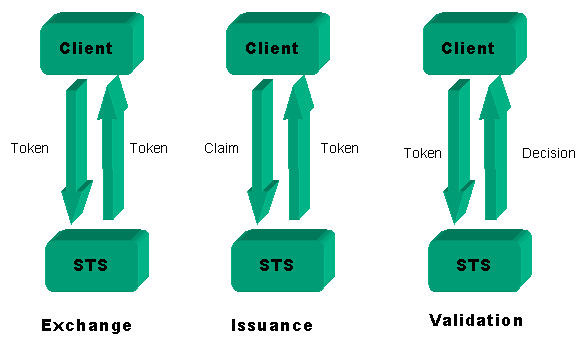 Client
Client
Client
Token
Token
Claim
Token
Token
Decision
STS
STS
STS
Exchange
Issuance
Validation